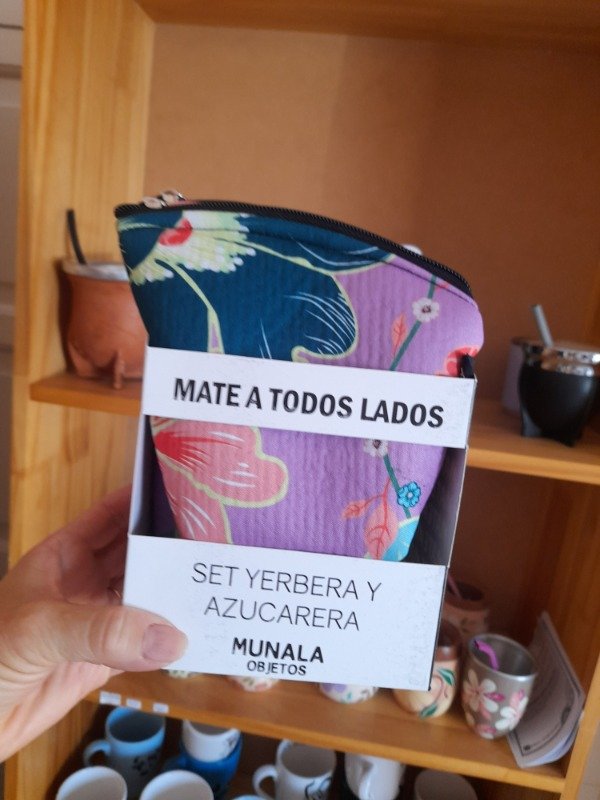 MATE A TODOS LADOS
SET YERBERA Y
AZUCARERA
MUNALA
OBJETOS